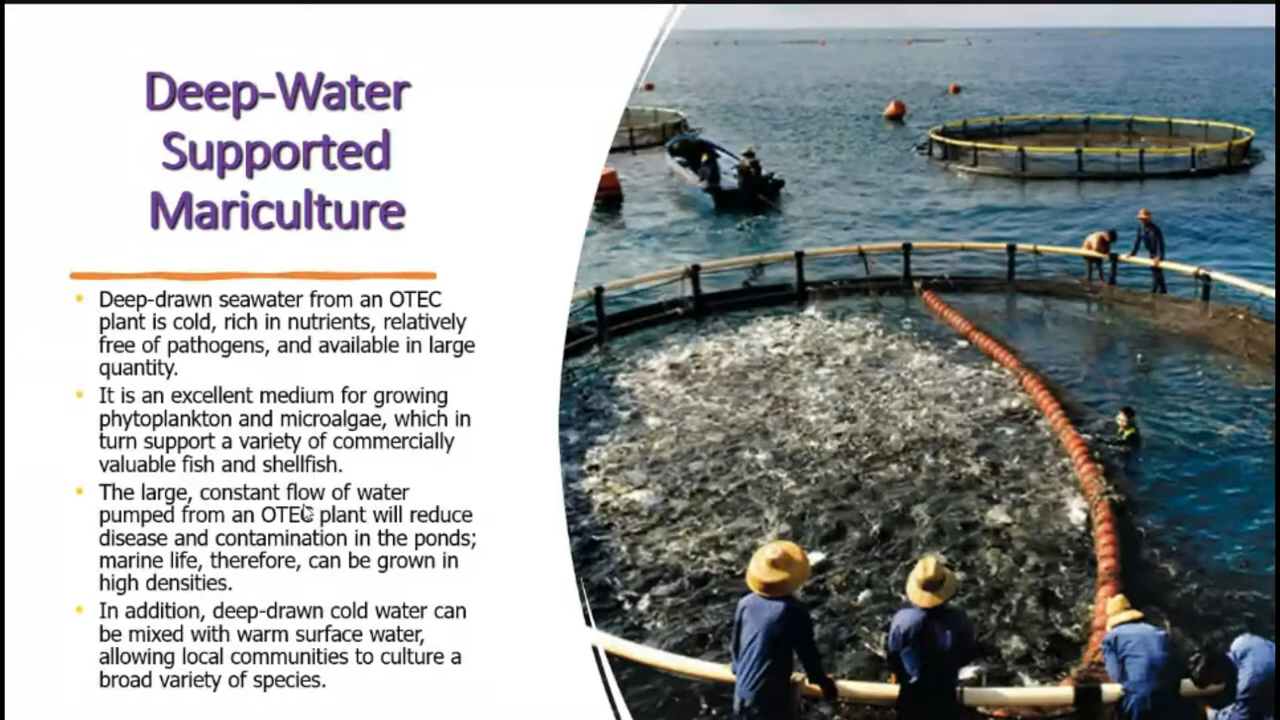 Deep-Water
Supported
Mariculture
• Deep-drawn seawater from an OTEC
plant is cold, rich in nutrients, relatively
free of pathogens, and available in large
quantity.
• It is an excellent medium for growing
phytoplankton and microalgae, which in
turn support a variety of commercially
valuable fish and shellfish.
• The large, constant flow of water
pumped from an OTEC plant will reduce
disease and contamination in the ponds;
marine life, therefore, can be grown in
high densities.
• In addition, deep-drawn cold water can
be mixed with warm surface water,
allowing local communities to culture a
broad variety of species.